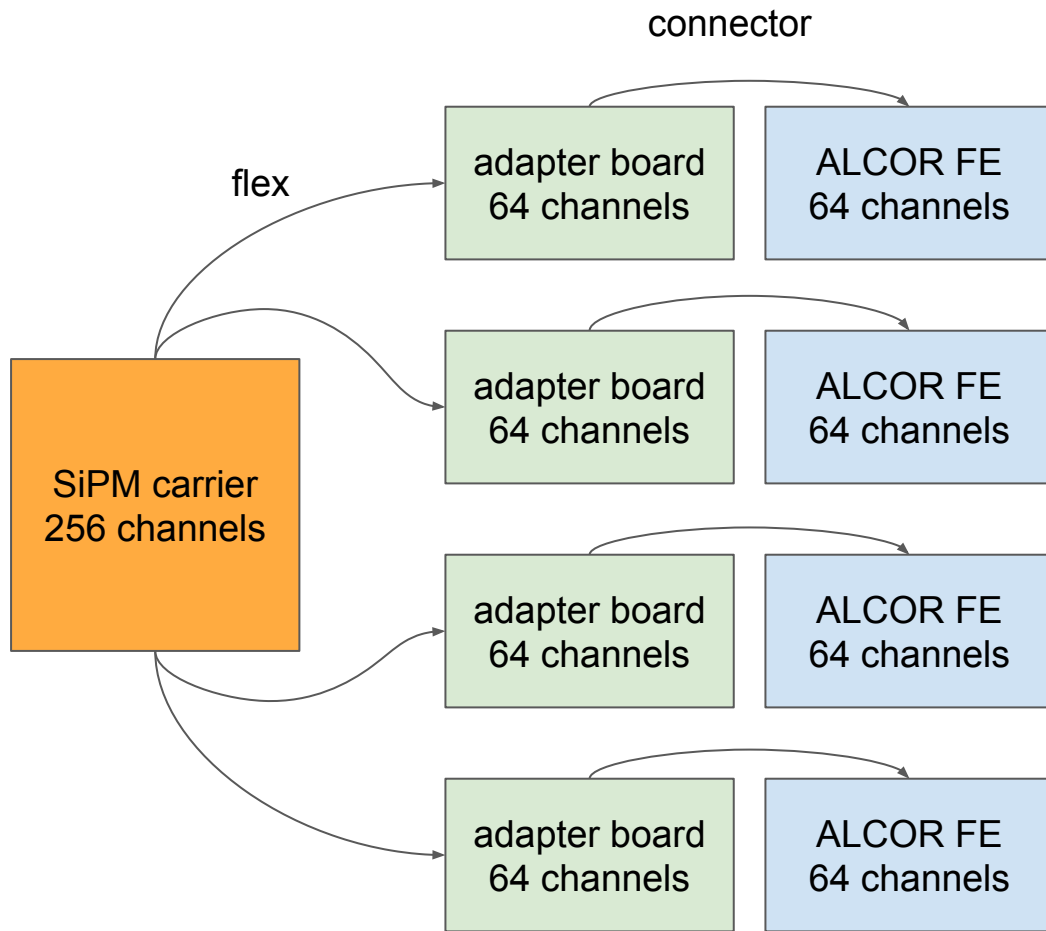 connector
flex
adapter board
64 channels
ALCOR FE
64 channels
adapter board
64 channels
ALCOR FE
64 channels
SiPM carrier
256 channels
adapter board
64 channels
ALCOR FE
64 channels
adapter board
64 channels
ALCOR FE
64 channels